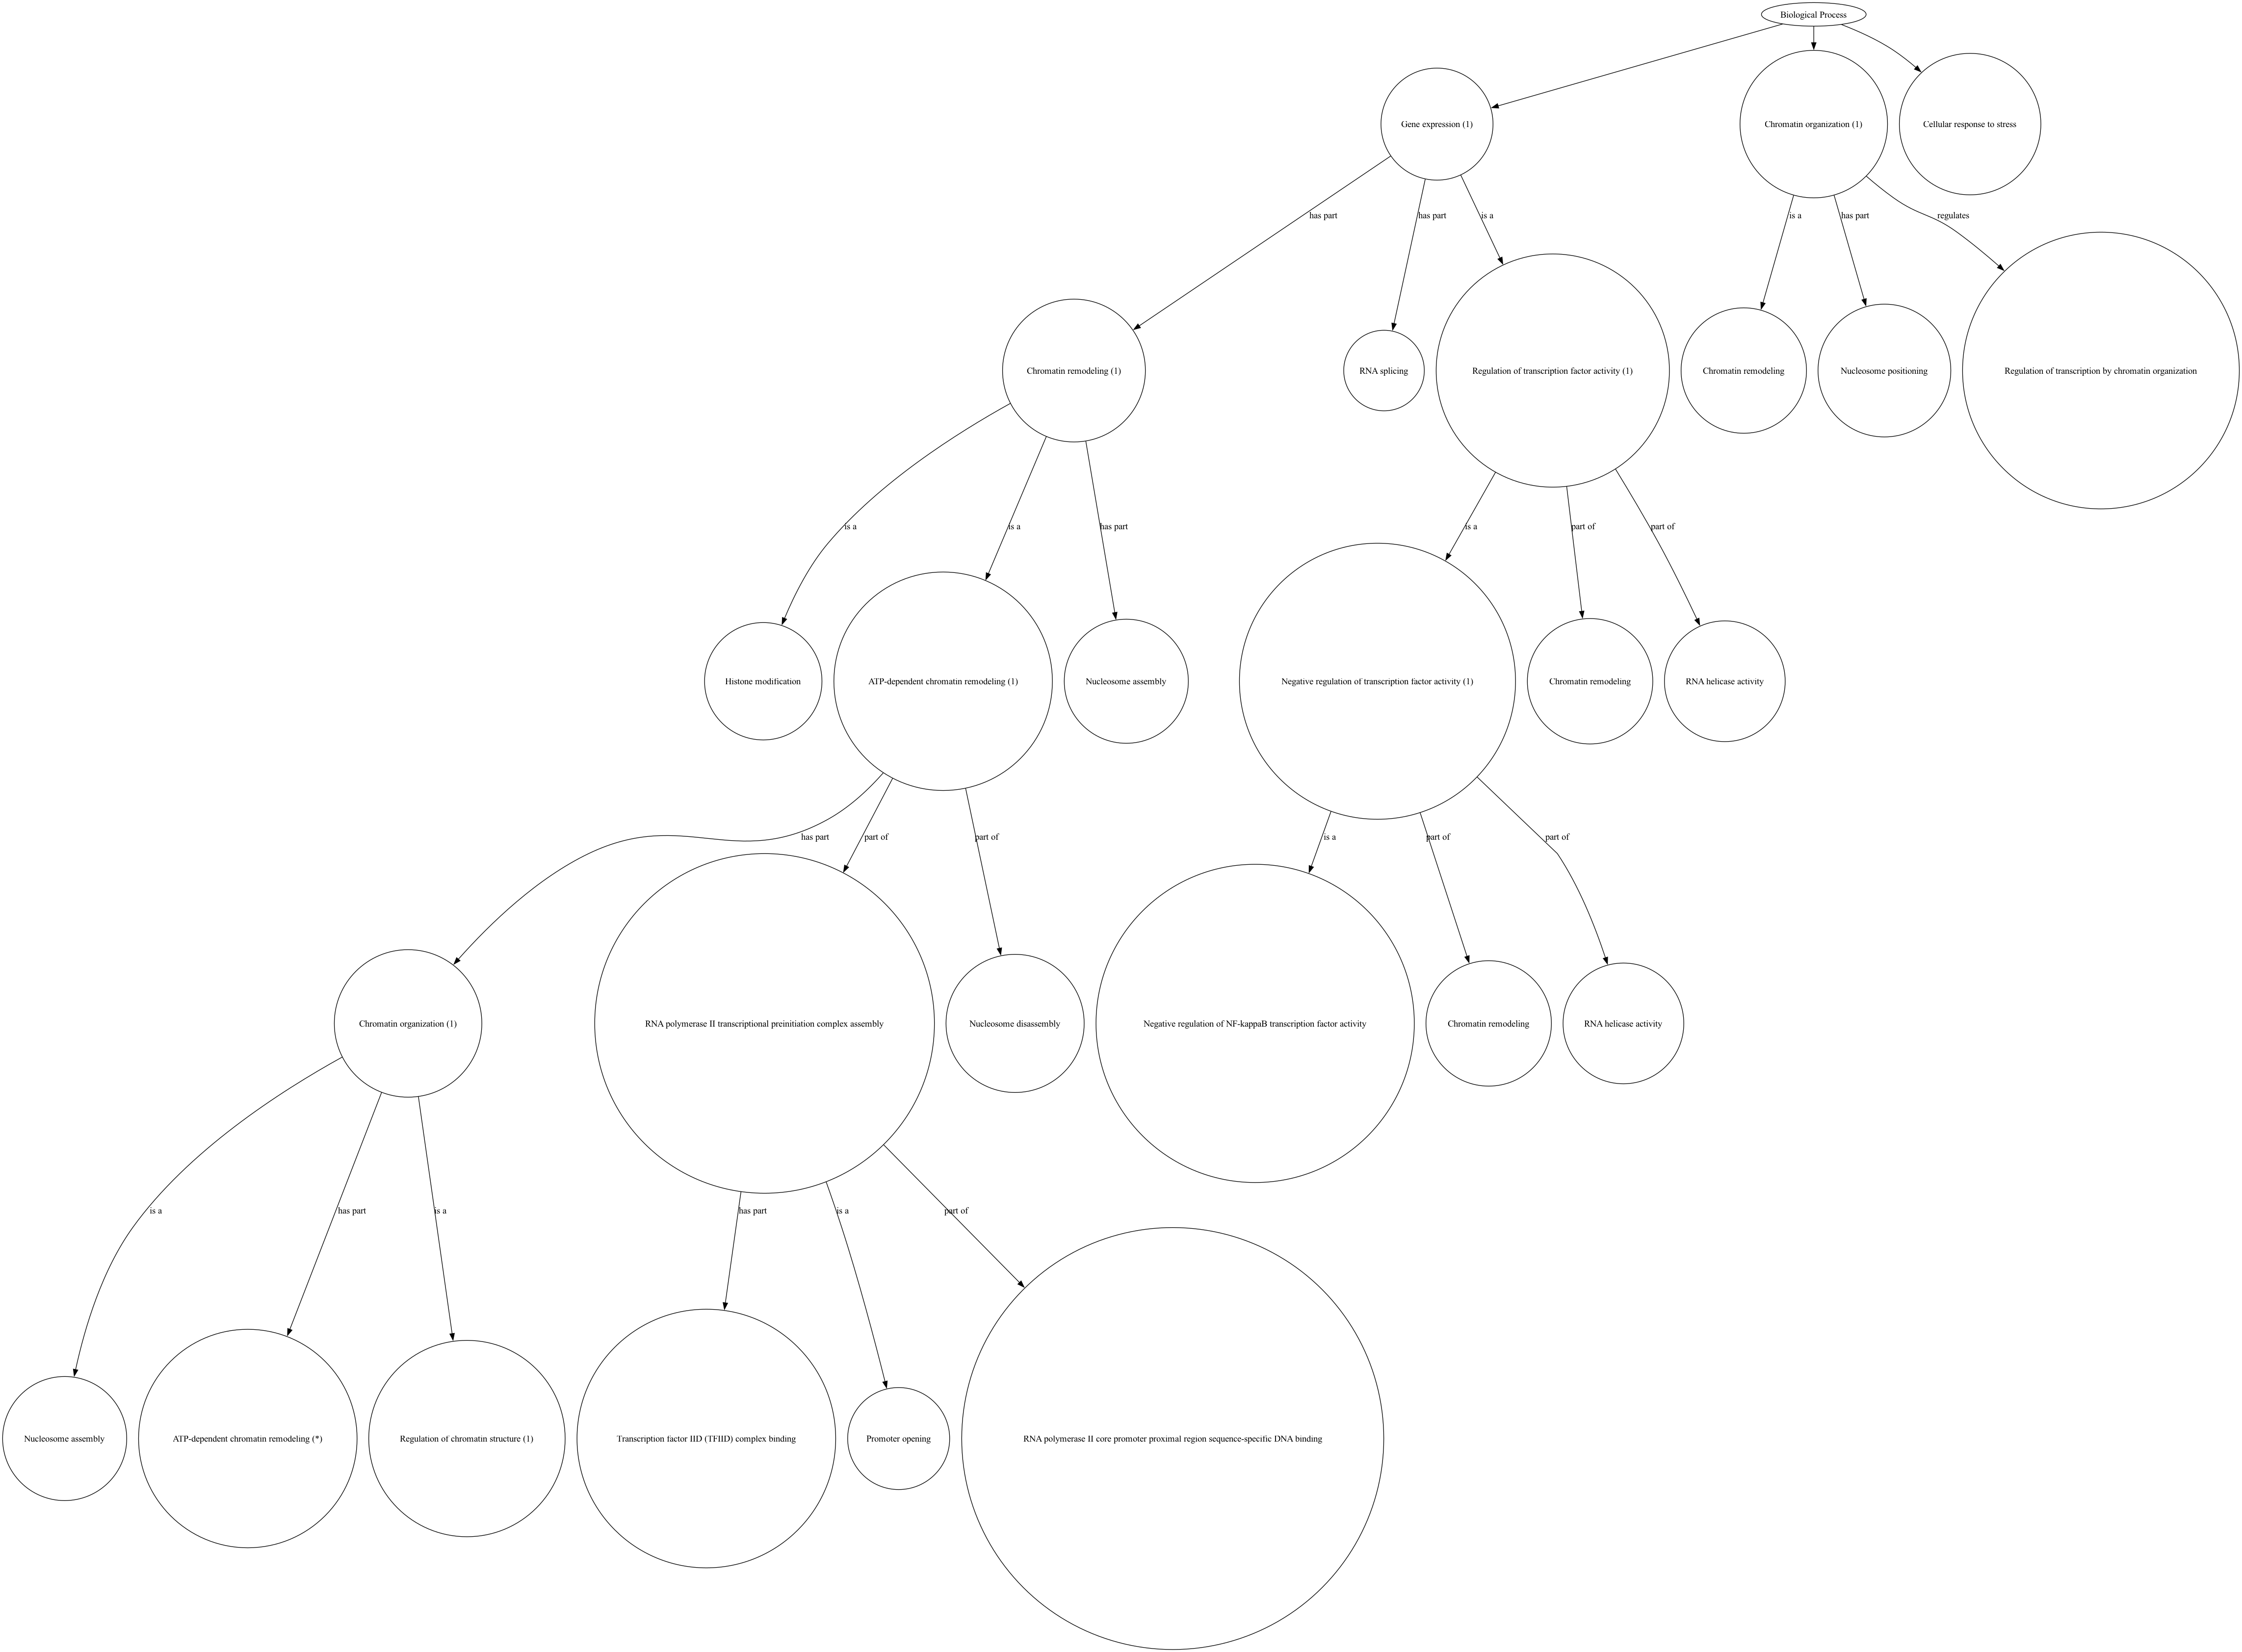 Biological Process
Gene expression (1)
Chromatin organization (1)
Cellular response to stress
has part
has part
is a
is a
has part
regulates
Chromatin remodeling (1)
RNA splicing
Regulation of transcription factor activity (1)
Chromatin remodeling
Nucleosome positioning
Regulation of transcription by chromatin organization
is a
is a
has part
is a
part of
part of
Histone modification
ATP-dependent chromatin remodeling (1)
Nucleosome assembly
Negative regulation of transcription factor activity (1)
Chromatin remodeling
RNA helicase activity
has part
part of
part of
is a
part of
part of
Chromatin organization (1)
RNA polymerase II transcriptional preinitiation complex assembly
Nucleosome disassembly
Negative regulation of NF-kappaB transcription factor activity
Chromatin remodeling
RNA helicase activity
is a
has part
is a
has part
is a
part of
Nucleosome assembly
ATP-dependent chromatin remodeling (*)
Regulation of chromatin structure (1)
Transcription factor IID (TFIID) complex binding
Promoter opening
RNA polymerase II core promoter proximal region sequence-specific DNA binding